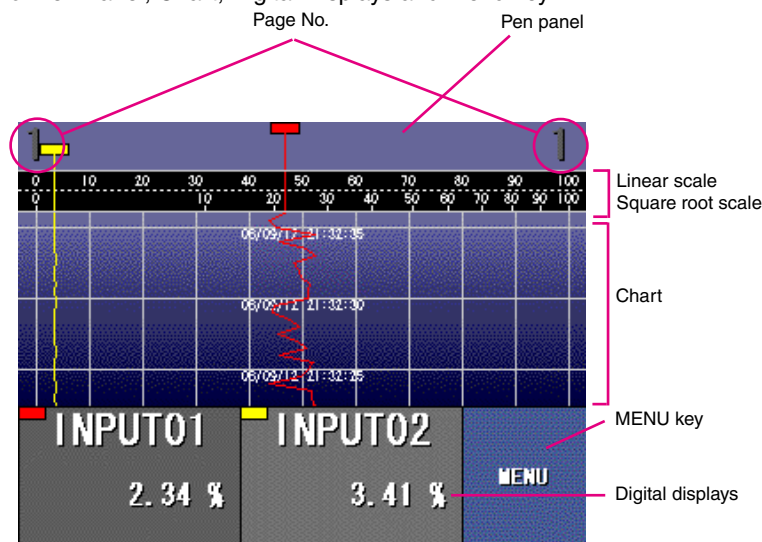 Page No.
Pen panel
1 1
0 10 20 30 40 50 60 70 80 90 100
0 10 20 30 40 50 60 70 80 90 100
Linear scale
Square root scale
06/09/12 21:32:35
Chart
06/09/12 21:32:30
06/09/12 21:32:25
INPUT01 INPUT02
MENU key
MENU
2.34 % 3.41 %
Digital displays